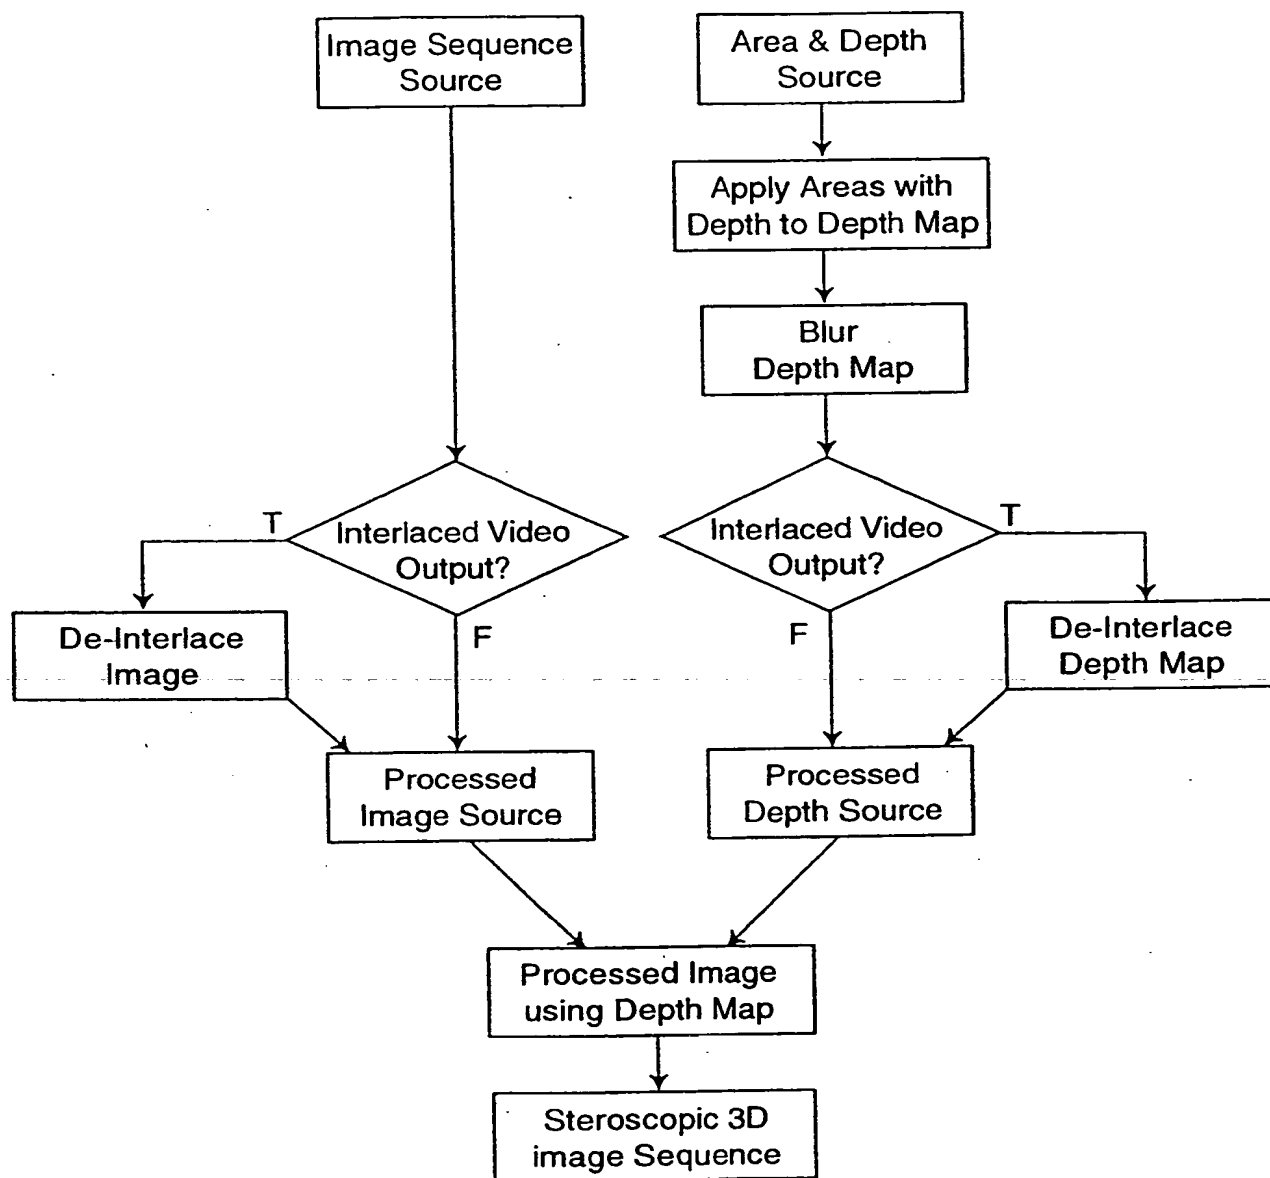 Image Sequence
Source
Area & Depth
Source
Apply Areas with
Depth to Depth Map
Blur
Depth Map
Interlaced Video
Output?
T
F
Interlaced Video
Output?
T
F
De-Interlace
Image
De-Interlace
Depth Map
Processed
Image Source
Processed
Depth Source
Processed Image
using Depth Map
Steroscopic 3D
image Sequence